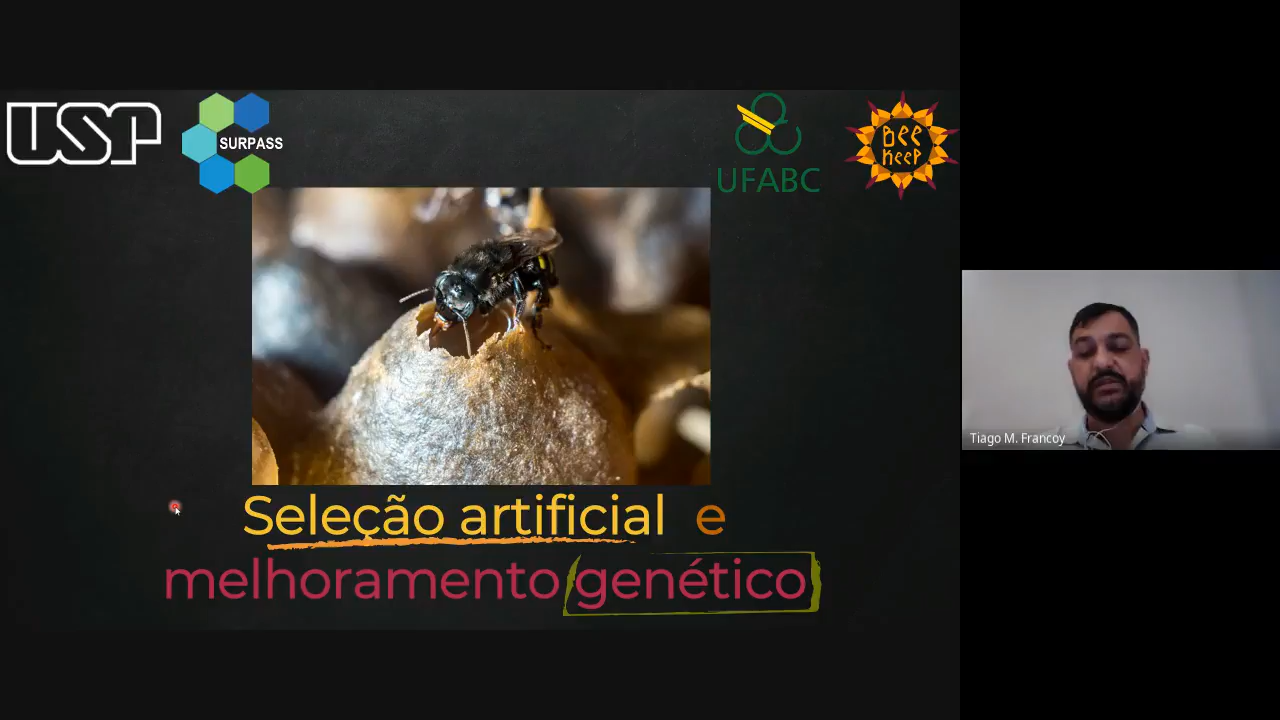 USP
SURPASS
UFABC
BEE
KEEP
Seleção artificial e
melhoramento genético
Tiago M. Francoy